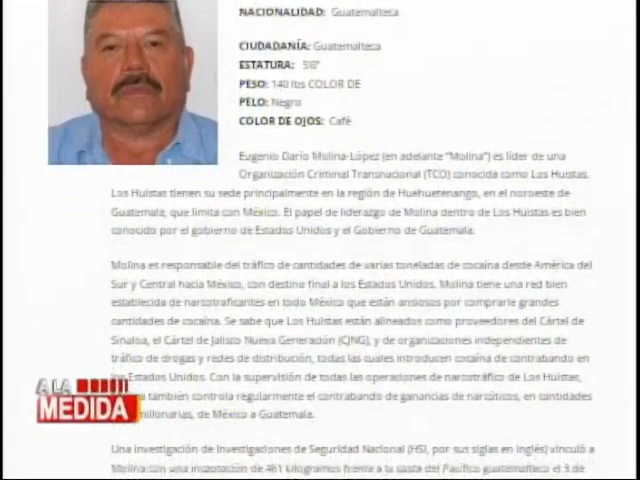 NACIONALIDAD: Guatemalteca
CIUDADANÍA: Guatemalteca
ESTATURA: 5'6"
PESO: 140 lbs COLOR DE
PELO: Negro
COLOR DE OJOS: Café
Eugenio Darío Molina-López (en adelante "Molina") es líder de una
Organización Criminal Transnacional (TCO) conocida como Los Huistas.
Los Huistas tienen su sede principalmente en la región de Huehuetenango, en el noroeste de
Guatemala, que limita con México. El papel de liderazgo de Molina dentro de Los Huistas es bien
conocido por el gobierno de Estados Unidos y el Gobierno de Guatemala.
Molina es responsable del tráfico de cantidades de varias toneladas de cocaína desde América del
Sur y Central hacia México, con destino final a los Estados Unidos. Molina tiene una red bien
establecida de narcotraficantes en todo México que están ansiosos por comprarle grandes
cantidades de cocaína. Se sabe que Los Huistas están alineados como proveedores del Cártel de
Sinaloa, el Cártel de Jalisco Nueva Generación (CJNG), y de organizaciones independientes de
tráfico de drogas y redes de distribución, todas las cuales introducen cocaína de contrabando en
los Estados Unidos. Con la supervisión de todas las operaciones de narcotráfico de Los Huistas,
también controla regularmente el contrabando de ganancias de narcóticos, en cantidades
millonarias, de México a Guatemala.
A LA
MEDIDA
Una investigación de Investigaciones de Seguridad Nacional (HSI, por sus siglas en inglés) vinculó a
Molina con una incautación de 461 kilogramos frente a la costa del Pacífico guatemalteco el 3 de